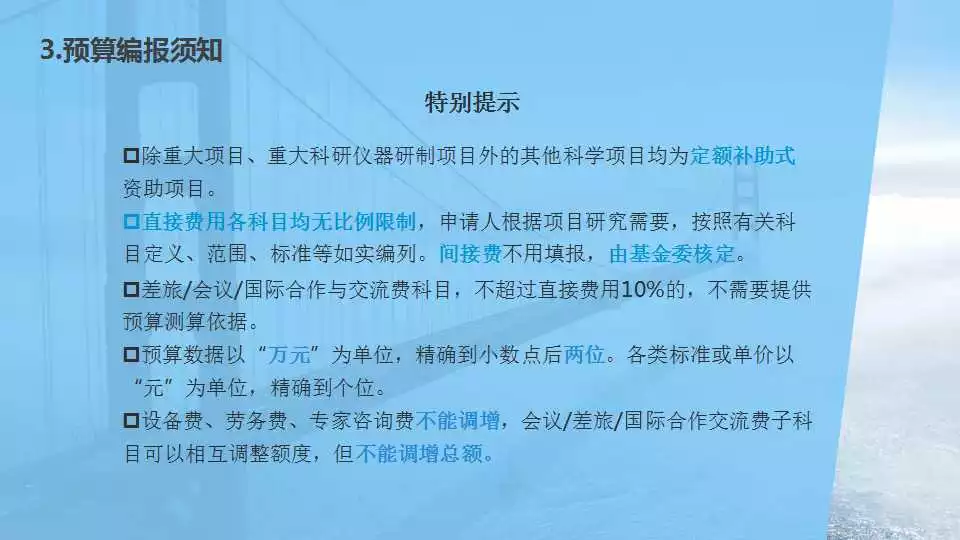 3.预算编报须知
特别提示
除重大项目、重大科研仪器研制项目外的其他科学项目均为定额补助式
资助项目。
直接费用各科目均无比例限制，申请人根据项目研究需要，按照有关科
目定义、范围、标准等如实编列。间接费不用填报，由基金委核定。
差旅/会议/国际合作与交流费科目，不超过直接费用10%的，不需要提供
预算测算依据。
预算数据以“万元”为单位，精确到小数点后两位。各类标准或单价以
“元”为单位，精确到个位。
设备费、劳务费、专家咨询费不能调增，会议/差旅/国际合作交流费子科
目可以相互调整额度，但不能调增总额。